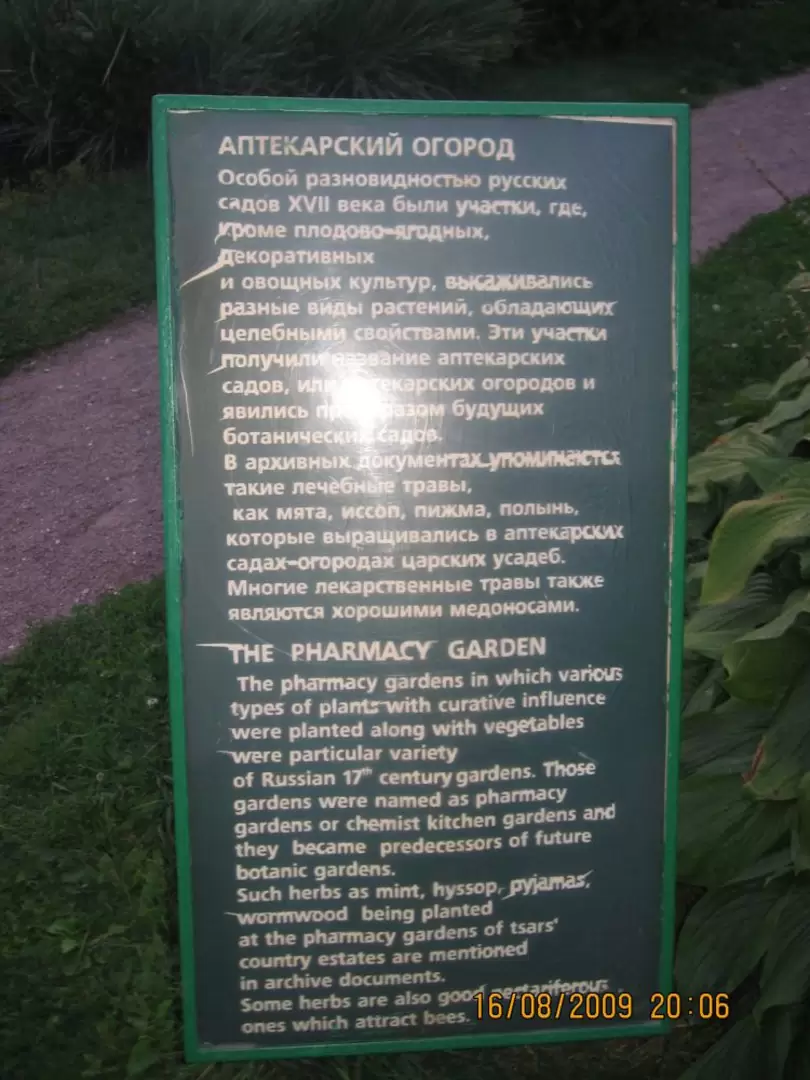 АПТЕКАРСКИЙ ОГОРОД
Особой разновидностью русских
садов XVII века были участки, где,
кроме плодово-ягодных,
декоративных
и овощных культур, высаживались
разные виды растений, обладающих
целебными свойствами. Эти участки
получили название аптекарских
садов, или аптекарских огородов и
явились прообразом будущих
ботанических садов.
В архивных документах упоминаются
такие лечебные травы,
как мята, иссоп, пижма, полынь,
которые выращивались в аптекарских
садах-огородах царских усадеб.
Многие лекарственные травы также
являются хорошими медоносами.
THE PHARMACY GARDEN
The pharmacy gardens in which various
types of plants with curative influence
were planted along with vegetables
were particular variety
of Russian 17th century gardens. Those
gardens were named as pharmacy
gardens or chemist kitchen gardens and
they became predecessors of future
botanic gardens.
Such herbs as mint, hyssop, pyjamas,
wormwood being planted
at the pharmacy gardens of tsars'
country estates are mentioned
in archive documents.
Some herbs are also good nectariferous
ones which attract bees.
16/08/2009 20:06